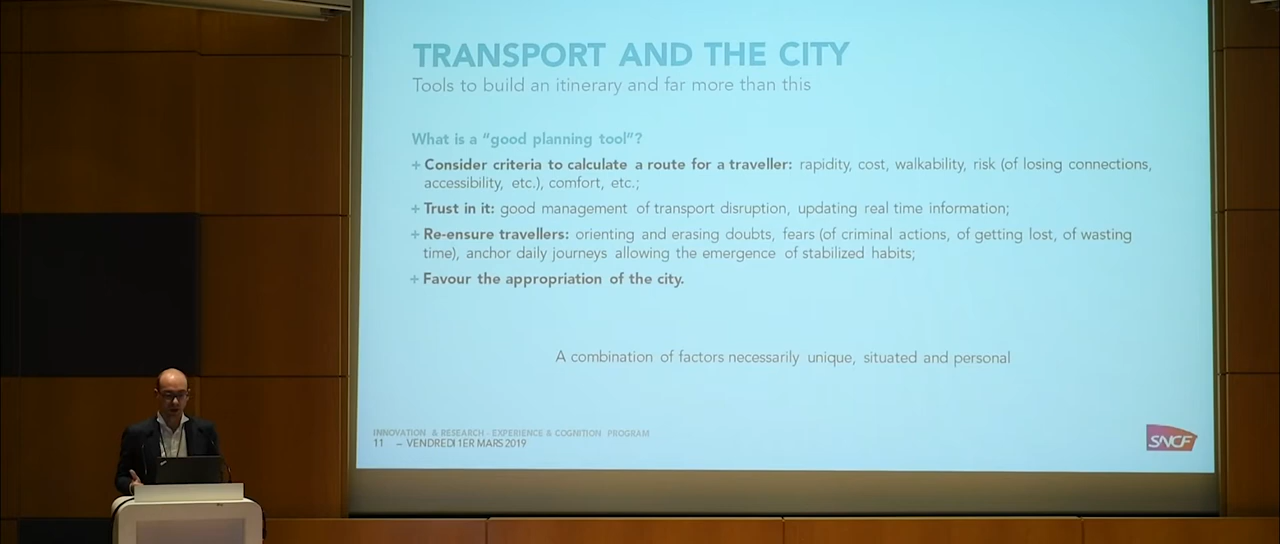 TRANSPORT AND THE CITY
Tools to build an itinerary and far more than this
What is a “good planning tool”?
+ Consider criteria to calculate a route for a traveller: rapidity, cost, walkability, risk (of losing connections,
accessibility, etc.), comfort, etc.;
+ Trust in it: good management of transport disruption, updating real time information;
+ Re-ensure travellers: orienting and erasing doubts, fears (of criminal actions, of getting lost, of wasting
time), anchor daily journeys allowing the emergence of stabilized habits;
+ Favour the appropriation of the city.
A combination of factors necessarily unique, situated and personal
INNOVATION & RESEARCH - EXPERIENCE & COGNITION PROGRAM
11 – VENDREDI 1ER MARS 2019
SNCF